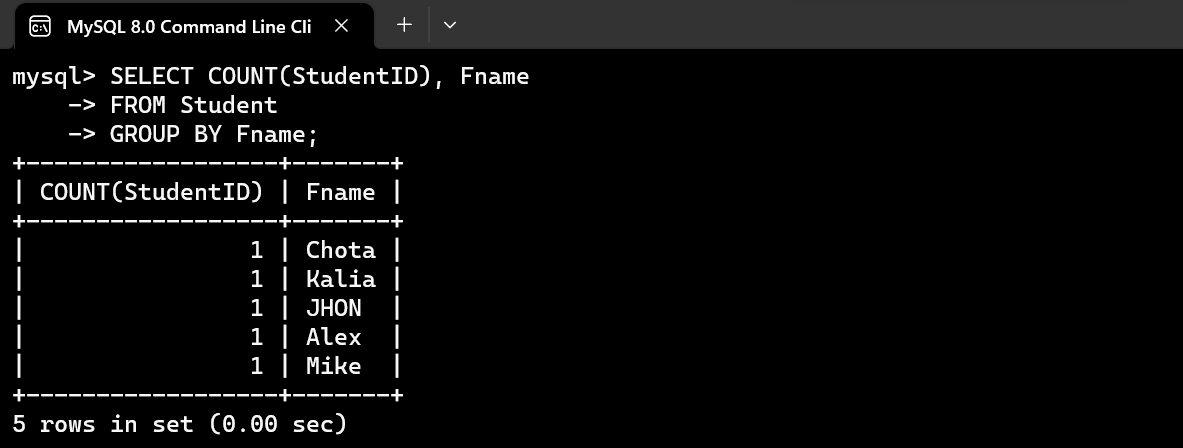 MySQL 8.0 Command Line Cli
mysql> SELECT COUNT(StudentID), Fname
    -> FROM Student
    -> GROUP BY Fname;
+------------------+-------+
| COUNT(StudentID) | Fname |
+------------------+-------+
|                1 | Chota |
|                1 | Kalia |
|                1 | JHON  |
|                1 | Alex  |
|                1 | Mike  |
+------------------+-------+
5 rows in set (0.00 sec)